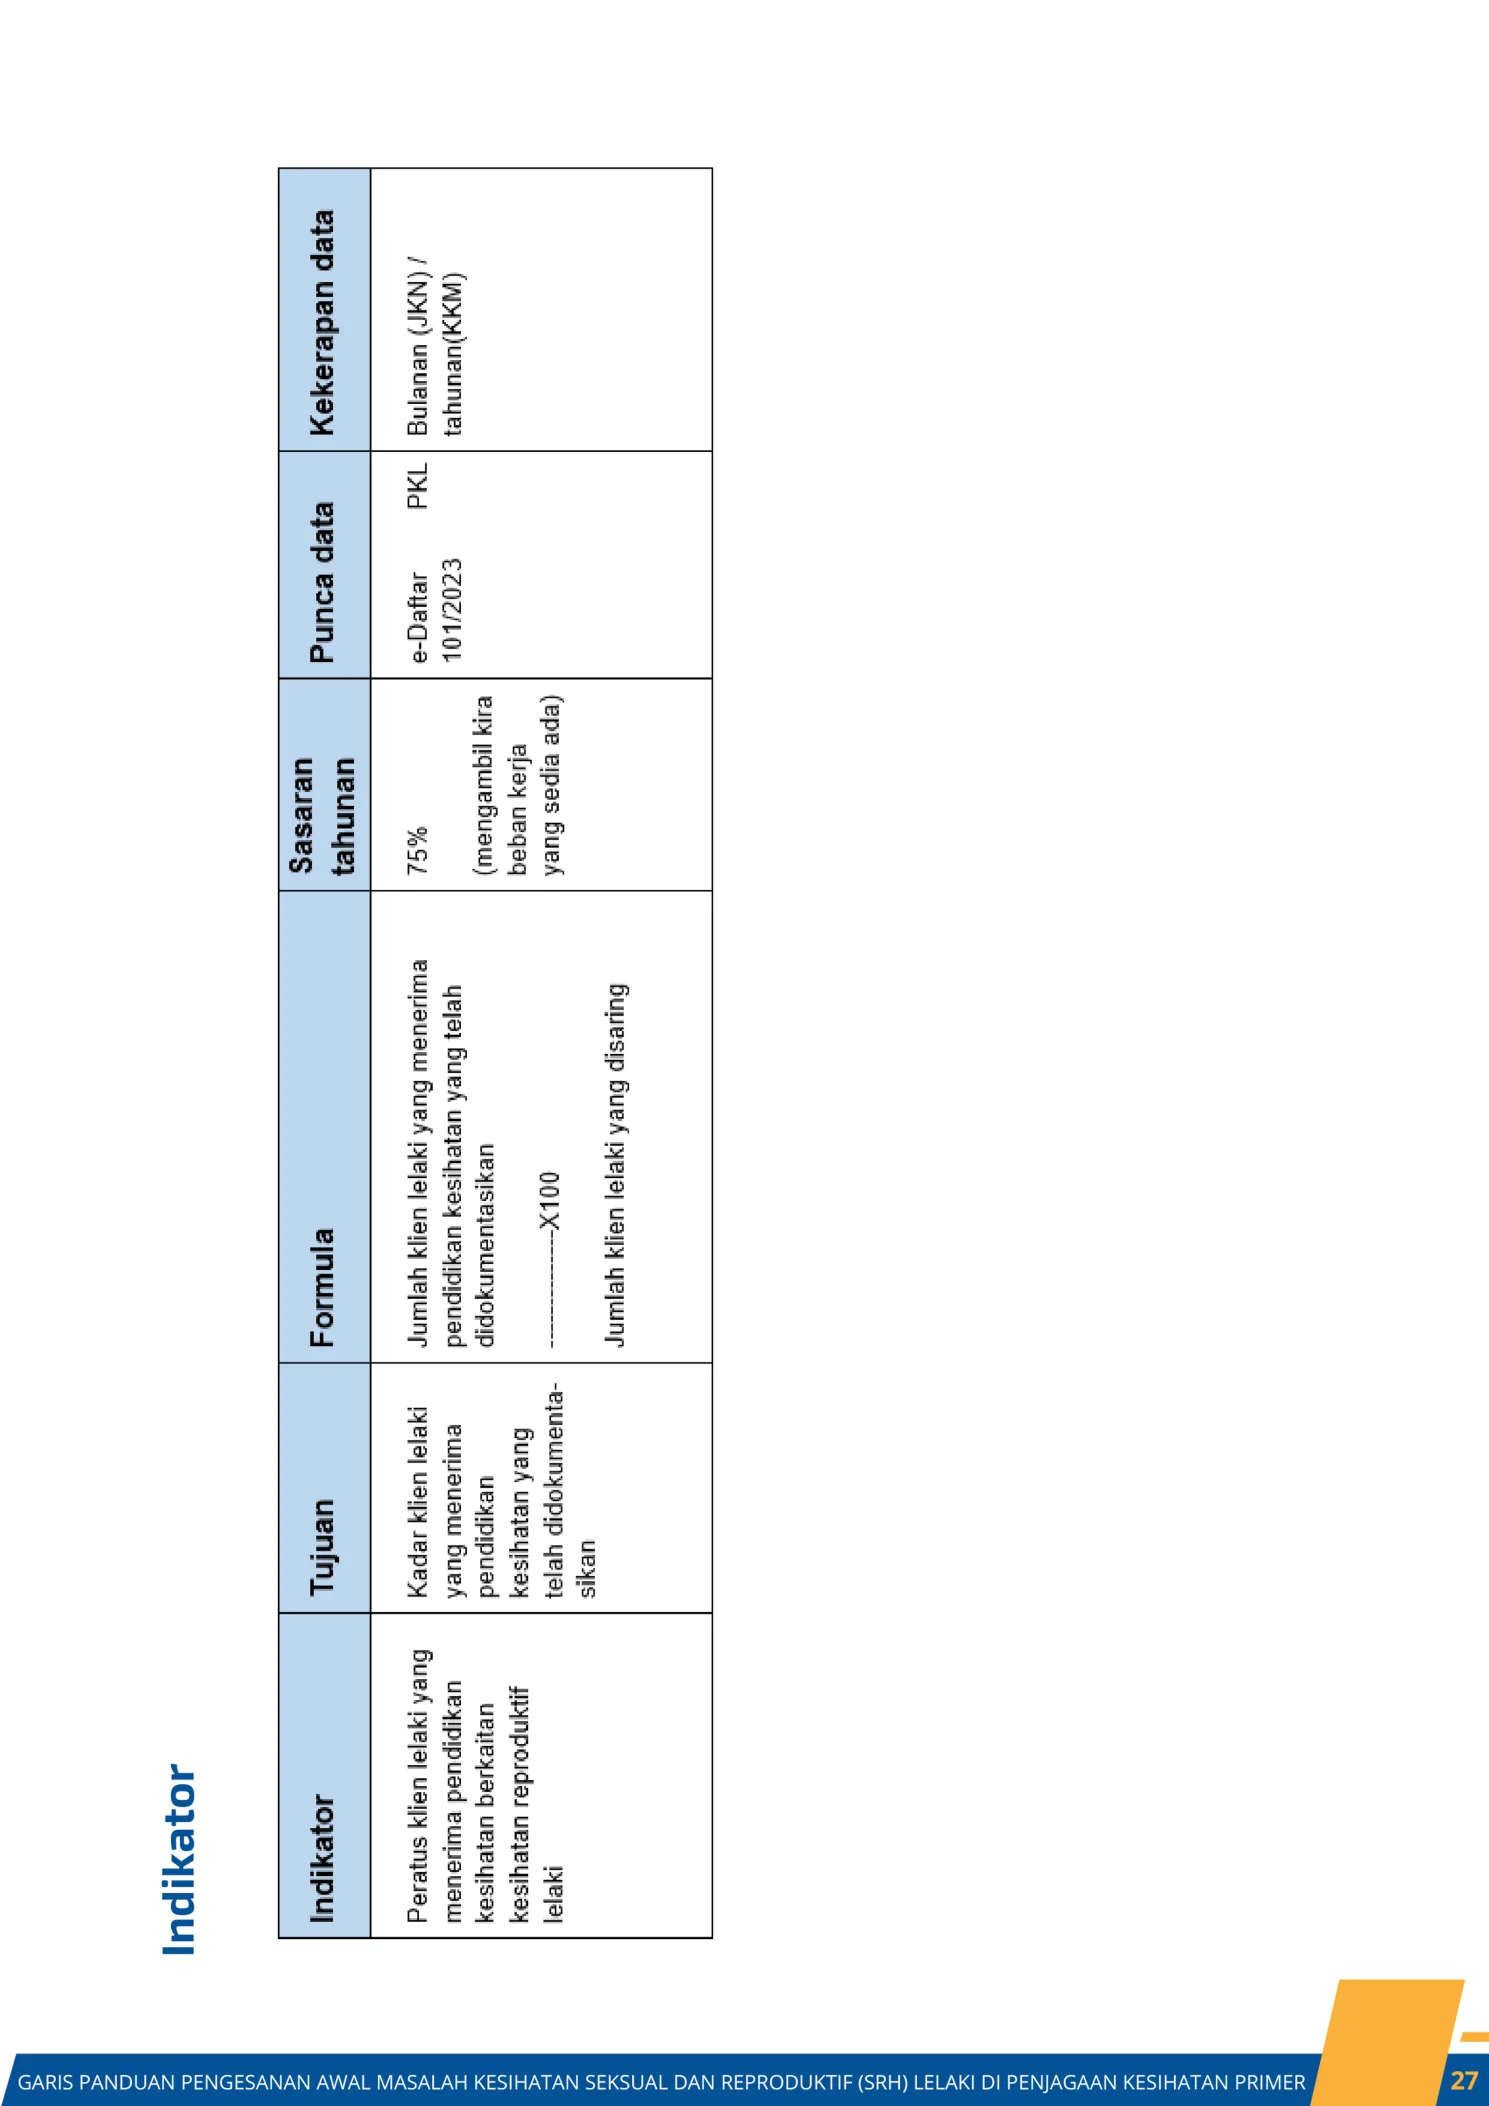 Indikator
Indikator
Tujuan
Formula
Sasaran
tahunan
Punca data
Kekerapan data
Peratus klien lelaki yang
menerima pendidikan
kesihatan berkaitan
kesihatan reproduktif
lelaki
Kadar klien lelaki
yang menerima
pendidikan
kesihatan yang
telah didokumenta-
sikan
Jumlah klien lelaki yang menerima
pendidikan kesihatan yang telah
didokumentasikan
---------------X100
Jumlah klien lelaki yang disaring
75%
(mengambil kira
beban kerja
yang sedia ada)
e-Daftar PKL
101/2023
Bulanan (JKN) /
tahunan(KKM)
GARIS PANDUAN PENGESANAN AWAL MASALAH KESIHATAN SEKSUAL DAN REPRODUKTIF (SRH) LELAKI DI PENJAGAAN KESIHATAN PRIMER
27